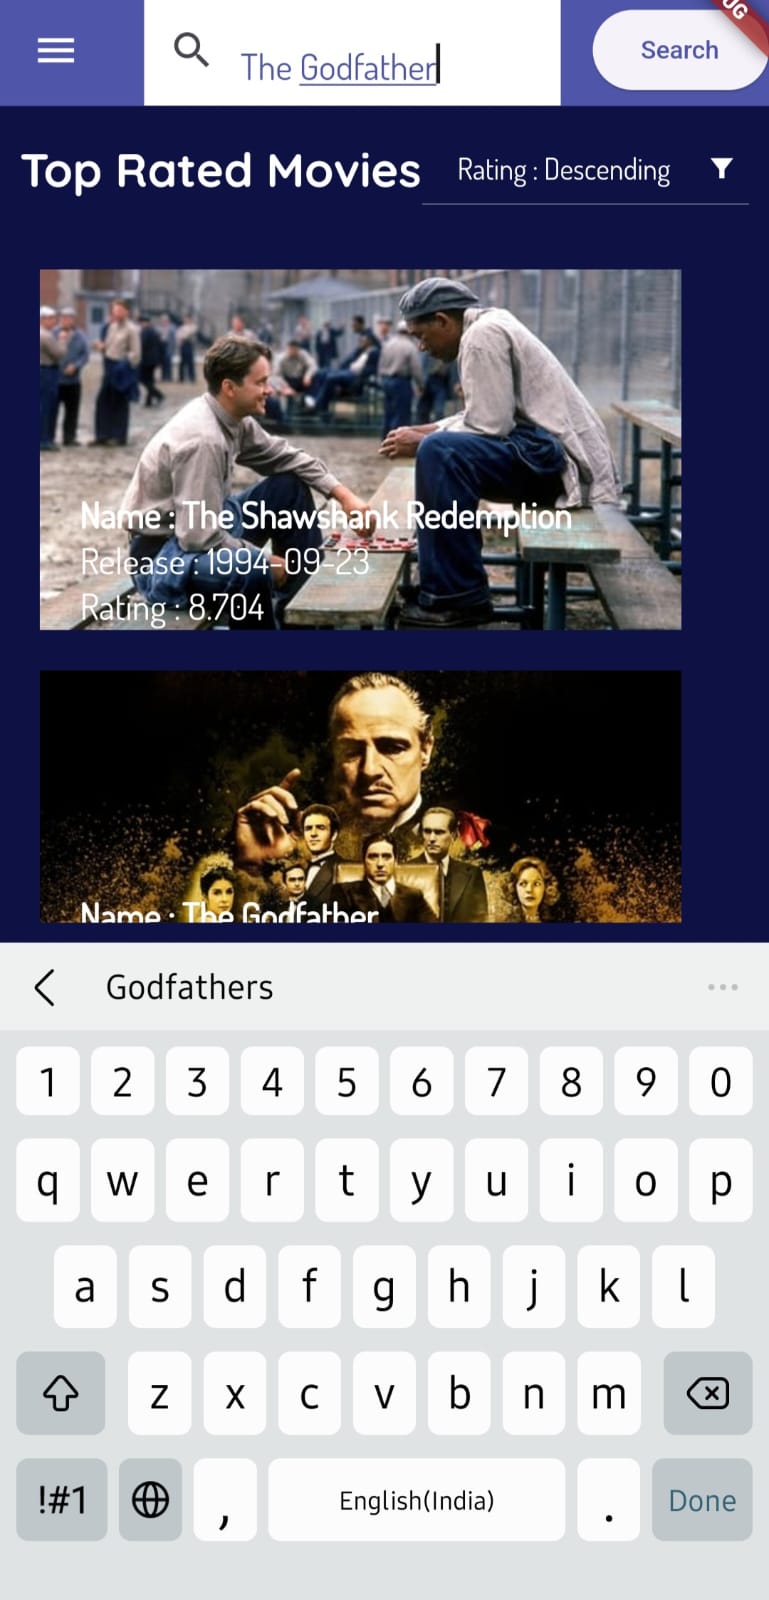 The Godfather
Search
UG
Top Rated Movies
Rating : Descending
Name : The Shawshank Redemption
Release : 1994-09-23
Rating : 8.704
Name : The Godfather
Godfathers
1 2 3 4 5 6 7 8 9 0
q w e r t y u i o p
a s d f g h j k l
z x c v b n m
!#1 , English(India) . Done